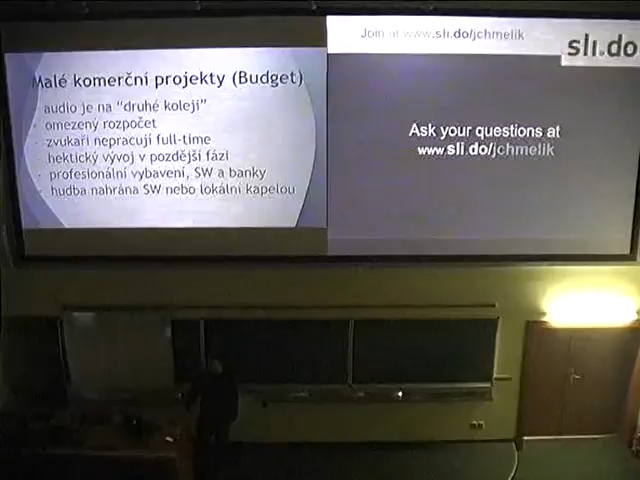 Malé komerční projekty (Budget)
audio je na “druhé koleji”
omezený rozpočet
zvukaři nepracují full-time
hektický vývoj v pozdější fázi
profesionální vybavení, SW a banky
hudba nahrána SW nebo lokální kapelou
Join at www.sli.do/jchmelik
sli.do
Ask your questions at
www.sli.do/jchmelik